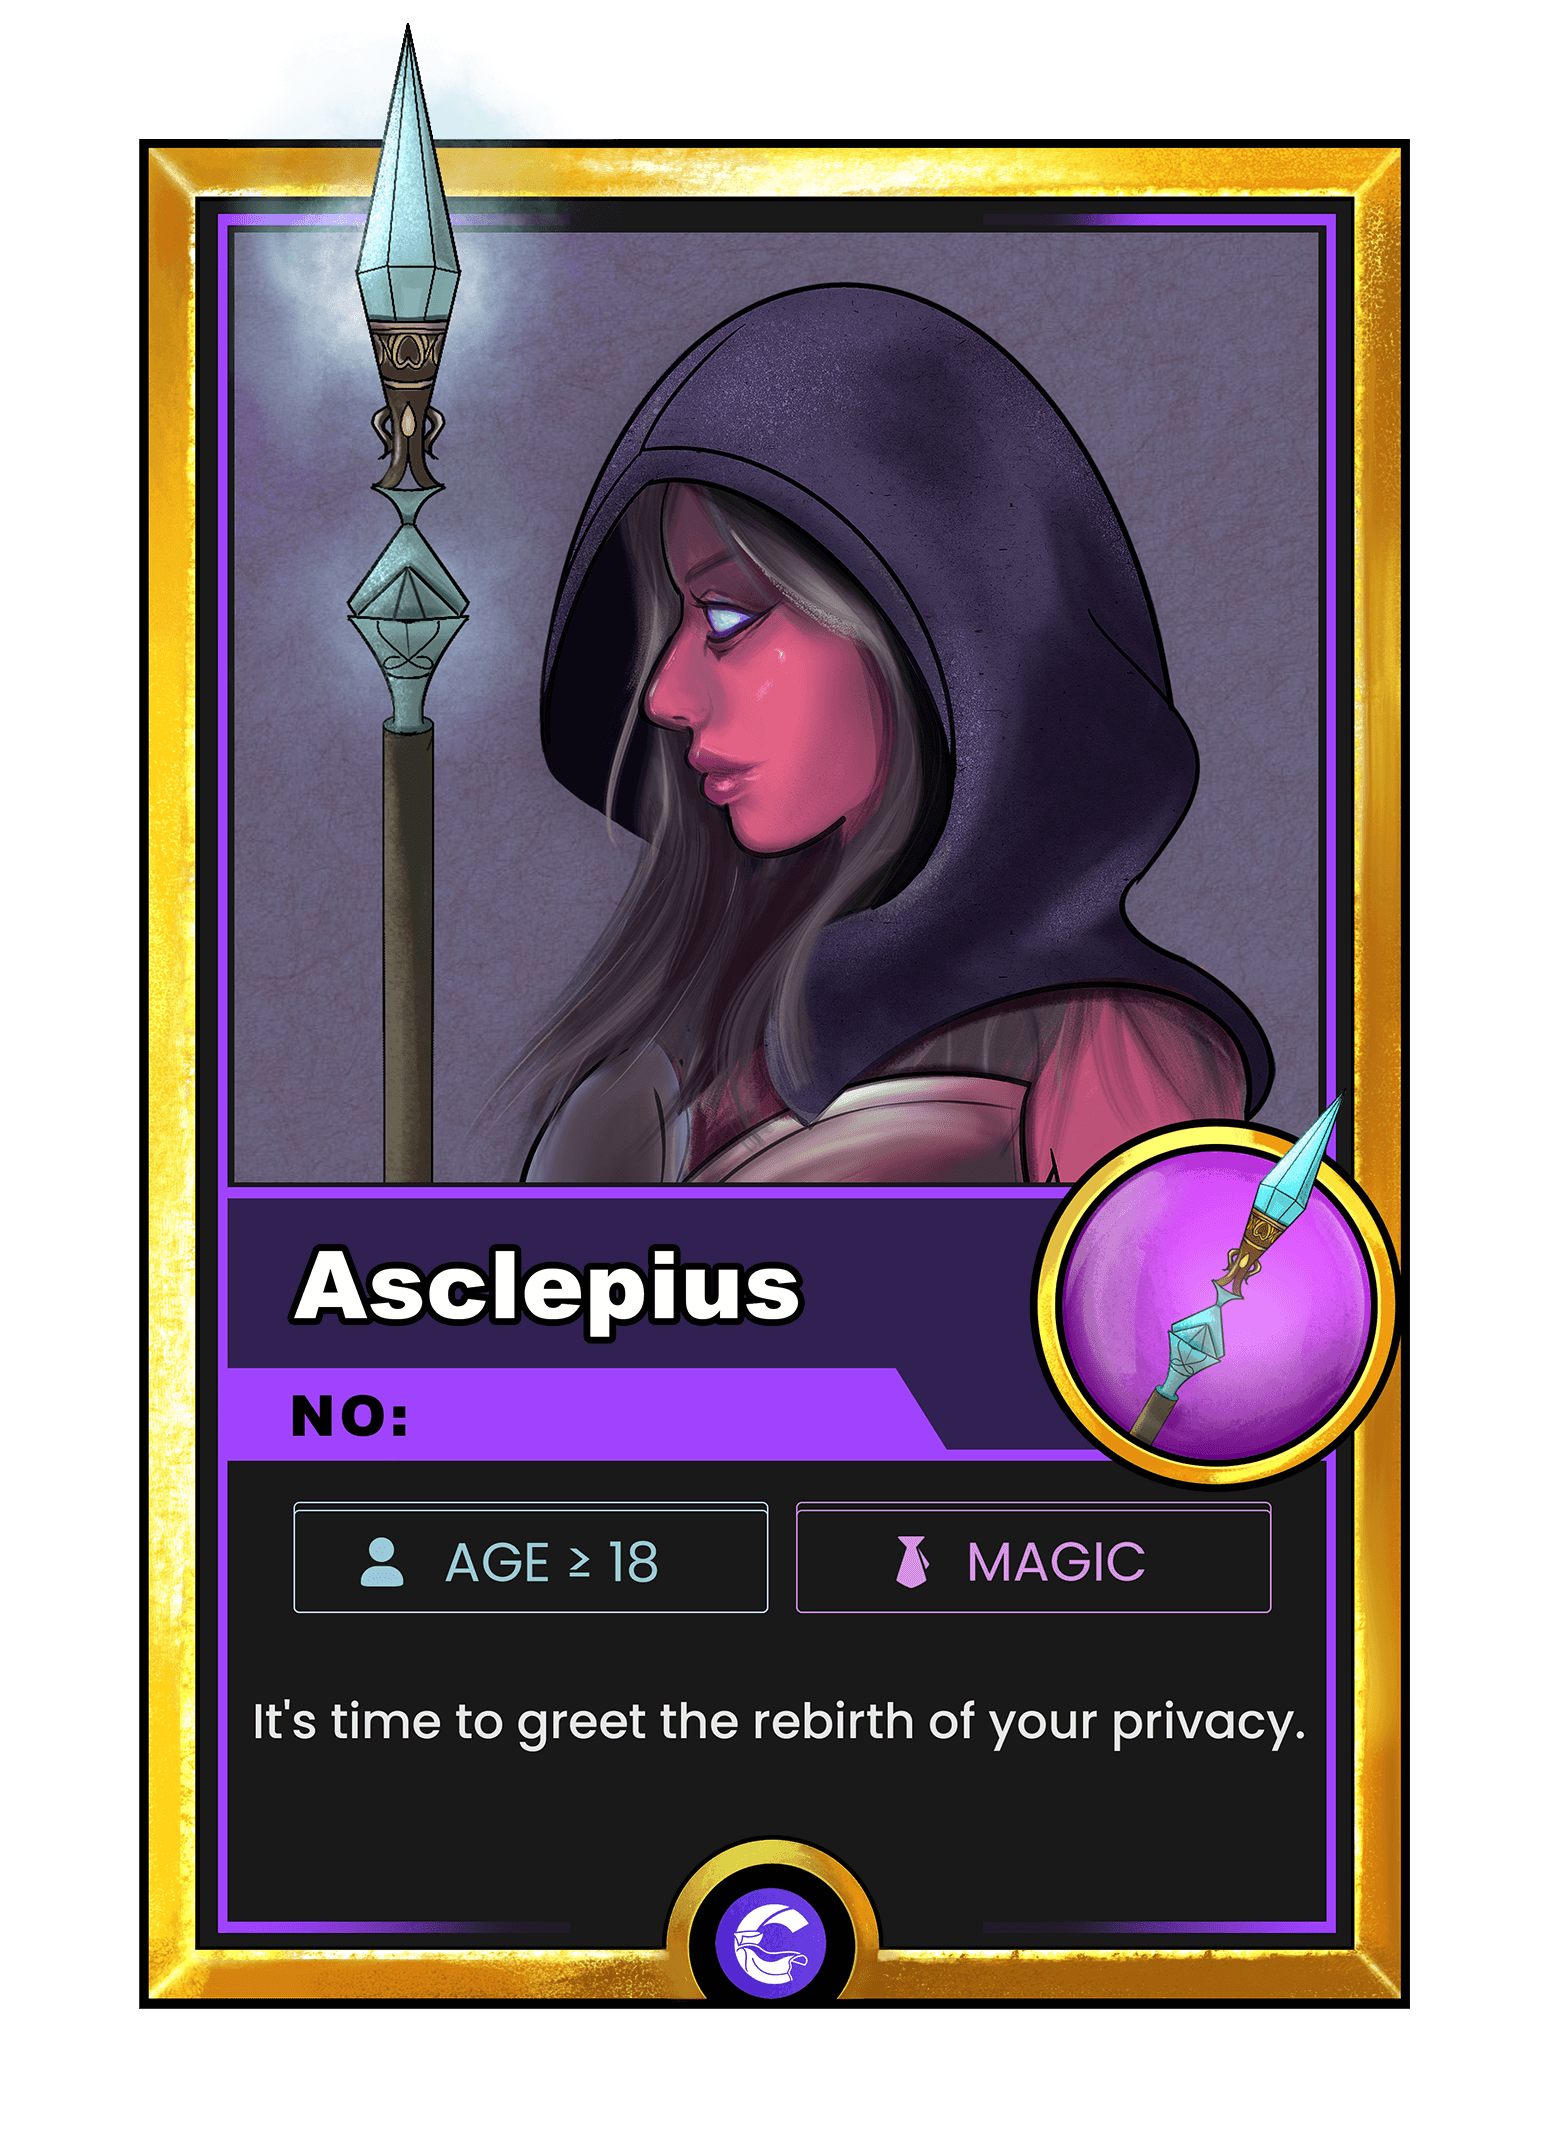 Asclepius
NO:
AGE ≥ 18
MAGIC
It's time to greet the rebirth of your privacy.